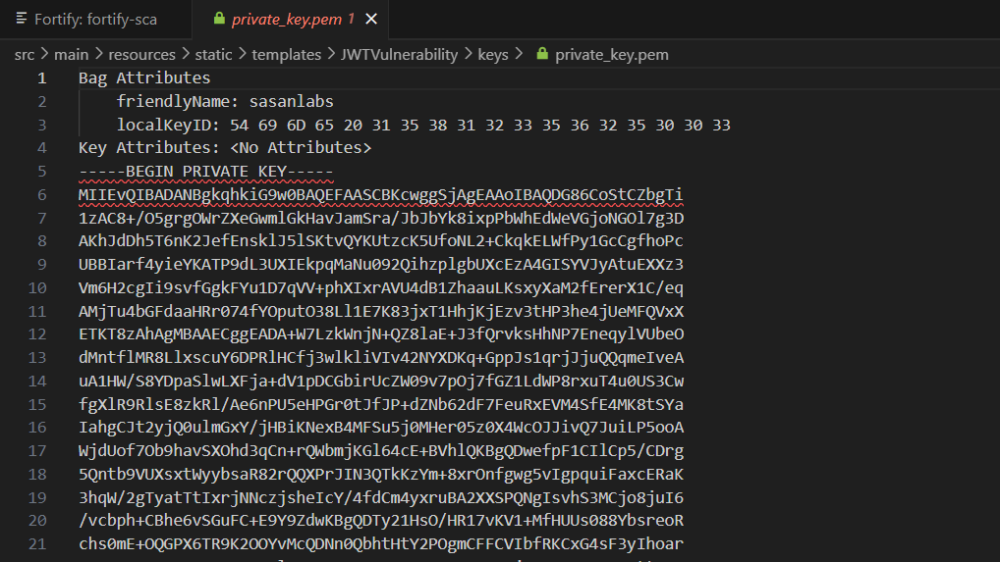 Fortify: fortify-sca
private_key.pem 1
src > main > resources > static > templates > JWTVulnerability > keys > private_key.pem
1 Bag Attributes
2 friendlyName: sasanlabs
3 localKeyID: 54 69 6D 65 20 31 35 38 31 32 33 35 36 32 35 30 30 33
4 Key Attributes: <No Attributes>
5 -----BEGIN PRIVATE KEY-----
6 MIIEvQIBADANBgkqhkiG9w0BAQEFAASCBKcwggSjAgEAAoIBAQDG86CoStCZbgTi
7 1zAC8+/O5grgOWrZXeGwmlGkHavJamSra/JbJbYk8ixpPbWhEdWeVGjoNGOl7g3D
8 AKhJdDh5T6nK2JefEnsklJ5lSKtvQYKUtzcK5UfoNL2+CkqkELWfPy1GcCgfhoPc
9 UBBIarf4yieYKATP9dL3UXIEkpqMaNu092QihzplgbUXcEzA4GISYVJyAtuEXXz3
10 Vm6H2cgIi9svfGgkFYu1D7qVV+phXIxrAVU4dB1ZhaauLKsxyXaM2fErerX1C/eq
11 AMjTu4bGFdaaHRr074fYOputO38Ll1E7K83jxT1HhjKjEzv3tHP3he4jUeMFQVxX
12 ETKT8zAhAgMBAAECggEADA+W7LzkWnjN+QZ8laE+J3fQrvksHhNP7EneqylVUbeO
13 dMntflMR8LlxscuY6DPRlHCfj3wlkliVIv42NYXDKq+GppJs1qrjJjuQQqmeIveA
14 uA1HW/S8YDpaSlwLXFja+dV1pDCGbirUcZW09v7pOj7fGZ1LdWP8rxuT4u0US3Cw
15 fgXlR9RlsE8zkRl/Ae6nPU5eHPGr0tJfJP+dZNb62dF7FeuRxEVM4SfE4MK8tSYa
16 IahgCJt2yjQ0ulmGxY/jHBiKNexB4MFSu5j0MHer05z0X4WcOJJivQ7JuiLP5ooA
17 WjdUof7Ob9havSXOhd3qCn+rQWbmjKGl64cE+BVhlQKBgQDwefpF1CIlCp5/CDrg
18 5Qntb9VUXsxtWyybsaR82rQQXPrJIN3QTkKzYm+8xrOnfgwg5vIgpquiFaxcERaK
19 3hqW/2gTyatTtIxrjNNczjsheIcY/4fdCm4yxruBA2XXSPQNgIsvhS3MCjo8juI6
20 /vcbph+CBhe6vSGuFC+E9Y9ZdwKBgQDTy21HsO/HR17vKV1+MfHUUs088YbsreoR
21 chs0mE+OQGPX6TR9K2OOYvMcQDNn0QbhtHtY2POgmCFFCVIbfRKCxG4sF3yIhoar